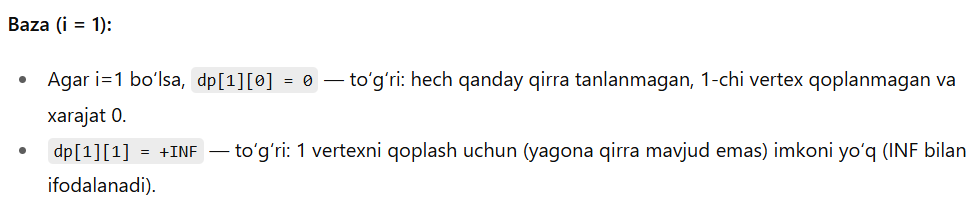 Baza (i = 1):
• Agar i=1 bo‘lsa, dp[1][0] = 0 — to‘g‘ri: hech qanday qirra tanlanmagan, 1-chi vertex qoplanmagan va
xarajat 0.
• dp[1][1] = +INF — to‘g‘ri: 1 vertexni qoplash uchun (yagona qirra mavjud emas) imkoni yo‘q (INF bilan
ifodalanadi).